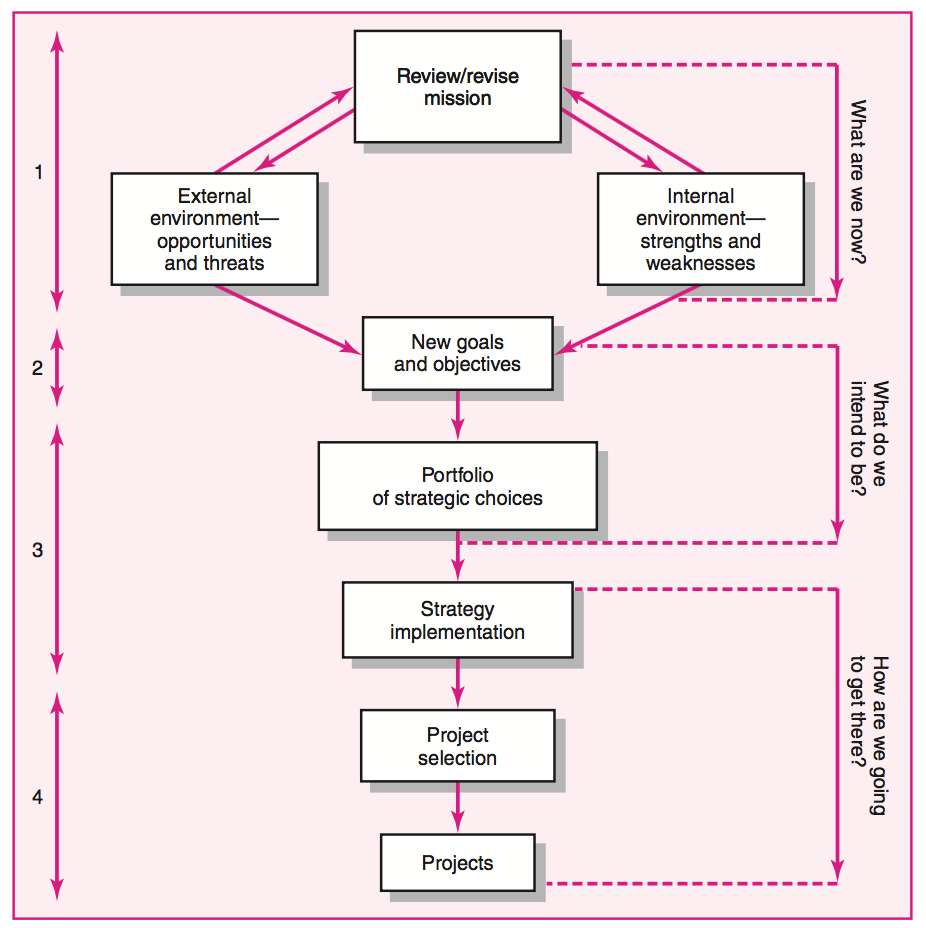 Review/revise
mission
What are we now?
1
External
environment—
opportunities
and threats
Internal
environment—
strengths and
weaknesses
2
New goals
and objectives
What do we
intend to be?
Portfolio
of strategic choices
3
Strategy
implementation
How are we going
to get there?
Project
selection
4
Projects